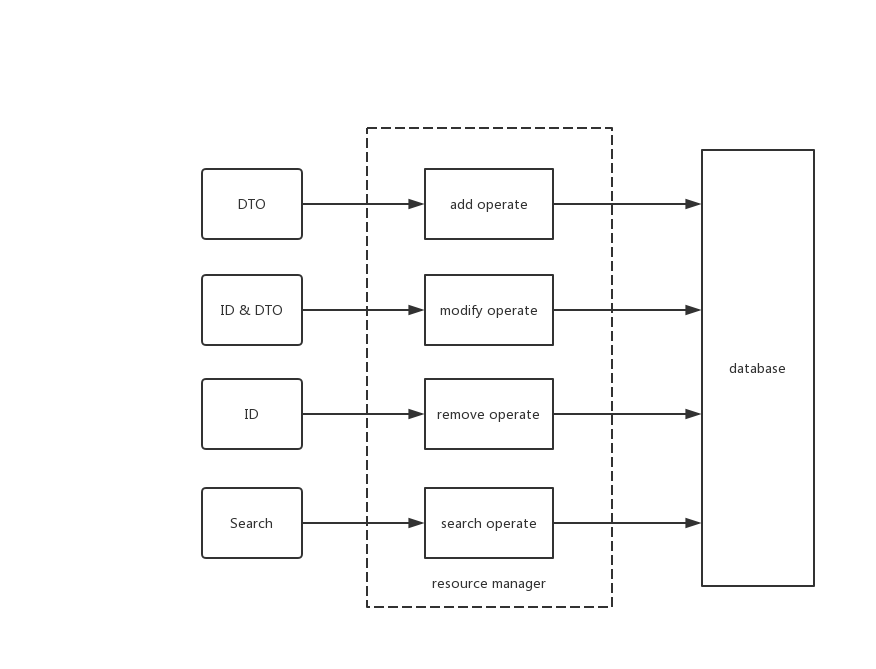 DTO
add operate
ID & DTO
modify operate
database
ID
remove operate
Search
search operate
resource manager